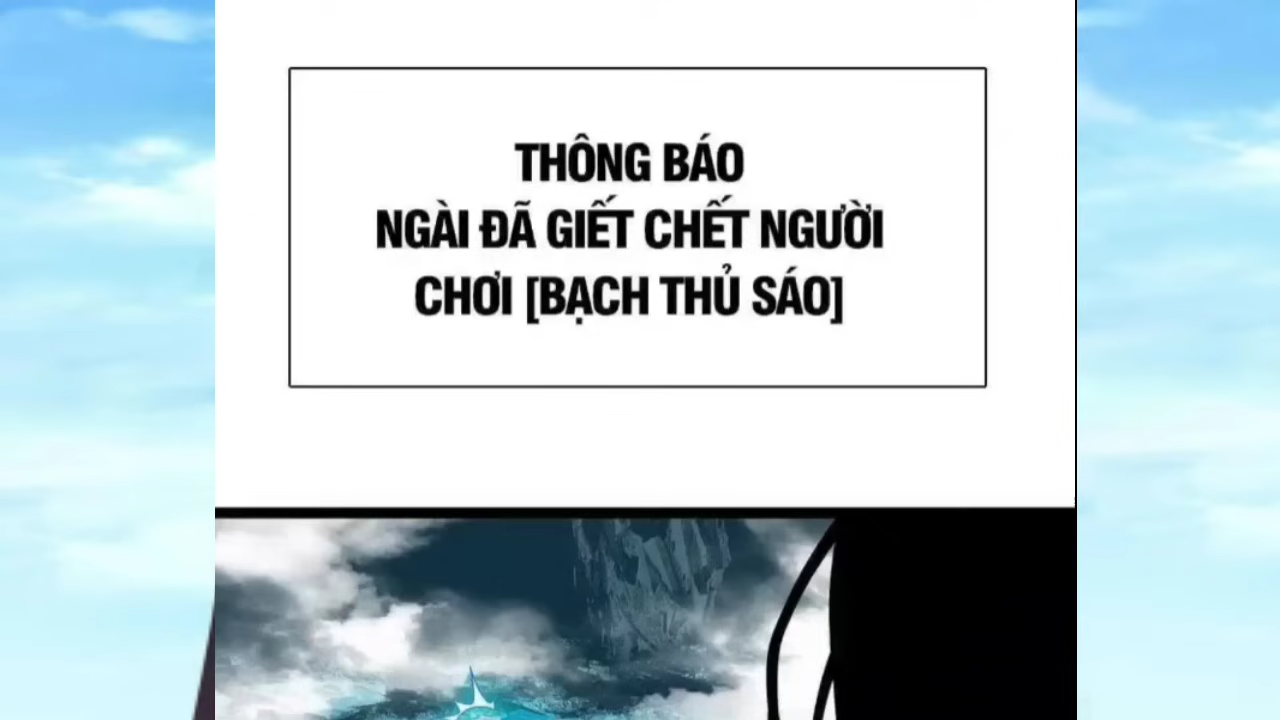 THÔNG BÁO
NGÀI ĐÃ GIẾT CHẾT NGƯỜI
CHƠI [BẠCH THỦ SÁO]